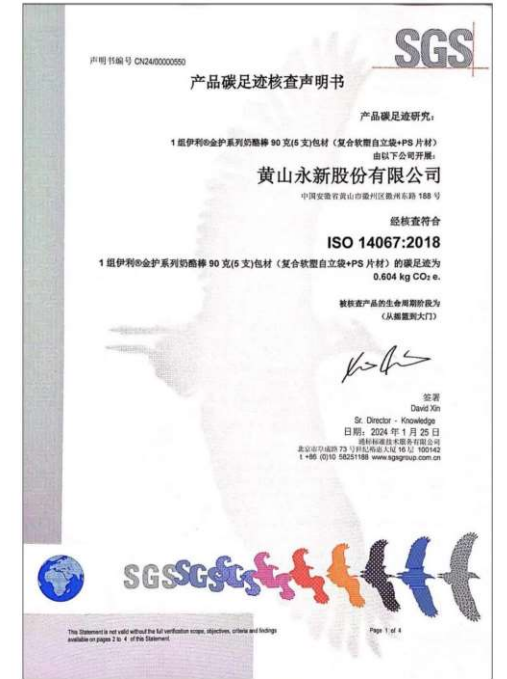 SGS
声明书编号 CN24/00000550
产品碳足迹核查声明书
产品碳足迹研究:
1 组伊利®金护系列奶酪棒 90 克(5 支)包材(复合软塑自立袋+PS 片材)
由以下公司开展:
黄山永新股份有限公司
中国安徽省黄山市徽州区徽州东路 188 号
经核查符合
ISO 14067:2018
1 组伊利®金护系列奶酪棒 90 克(5 支)包材(复合软塑自立袋+PS 片材)的碳足迹为
0.604 kg CO₂ e.
被核查产品的生命周期阶段为
(从摇篮到大门)
签署
David Xin
Sr. Director - Knowledge
日期: 2024 年 1 月 25 日
通标标准技术服务有限公司
北京市阜成路 73 号世纪裕惠大厦 16 层 100142
t +86 (0)10 58251188 www.sgsgroup.com.cn
SGSSGSSGS
This Statement is not valid without the full verification scope, objectives, criteria and findings
available on pages 2 to 4 of this Statement.
Page 1 of 4